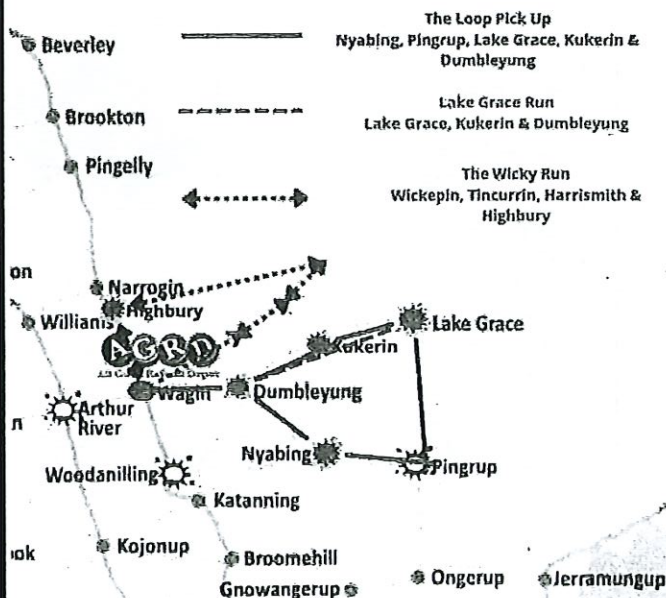 The Loop Pick Up
Nyabing, Pingrup, Lake Grace, Kukerin &
Dumbleyung
Lake Grace Run
Lake Grace, Kukerin & Dumbleyung
The Wicky Run
Wickepin, Tincurrin, Harrismith &
Highbury
Beverley
Brookton
Pingelly
on
Narrogin
Highbury
Williams
Lake Grace
Kukerin
AGRD
Wagin
Dumbleyung
Arthur
River
n
Nyabing
Pingrup
Woodanilling
Katanning
ook
Kojonup
Broomehill
Gnowangerup
Ongerup
Jerramungup